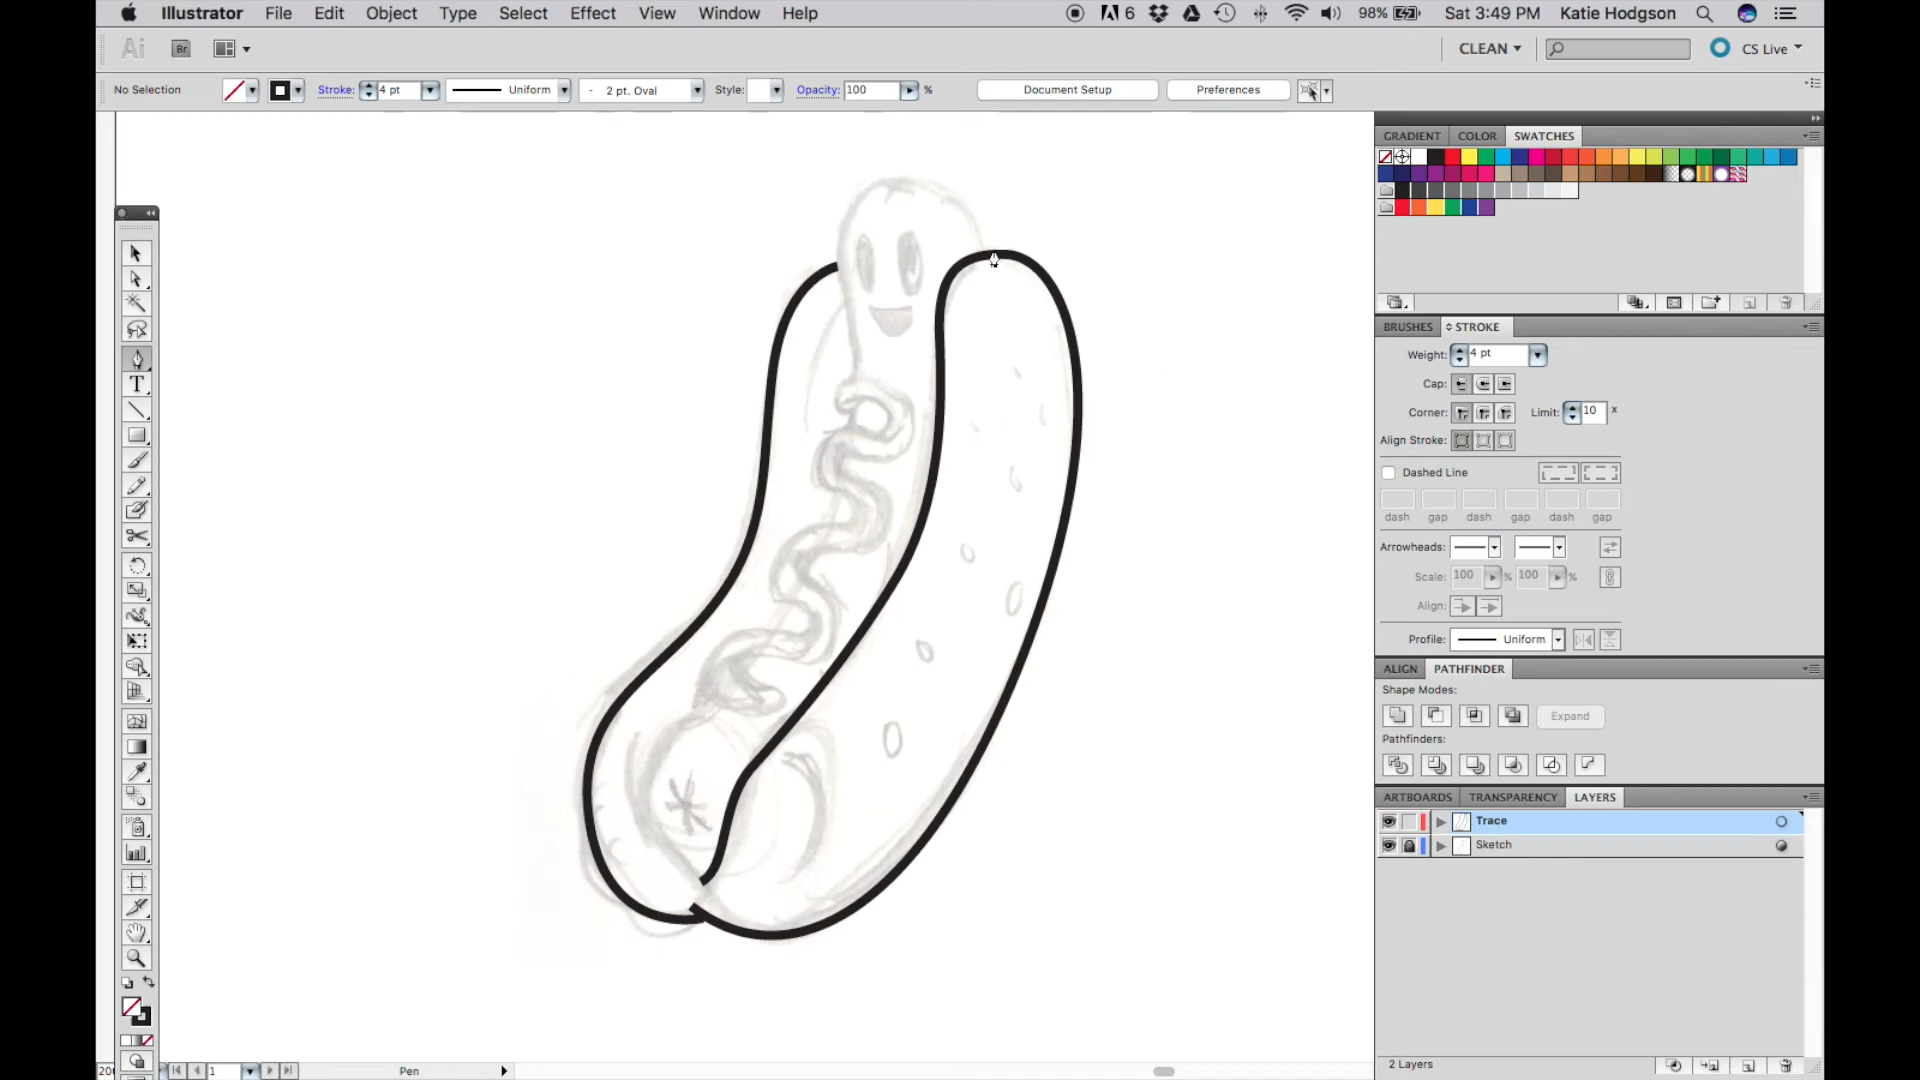 Illustrator File Edit Object Type Select Effect View Window Help 6 98% Sat 3:49 PM Katie Hodgson
Ai Br CLEAN CS Live
No Selection Stroke: 4 pt Uniform - 2 pt. Oval Style: Opacity: 100 % Document Setup Preferences
GRADIENT COLOR SWATCHES
BRUSHES STROKE
Weight: 4 pt
Cap:
Corner: Limit: 10 x
Align Stroke:
Dashed Line
dash gap dash gap dash gap
Arrowheads:
Scale: 100 % 100 %
Align:
Profile: Uniform
ALIGN PATHFINDER
Shape Modes:
Expand
Pathfinders:
ARTBOARDS TRANSPARENCY LAYERS
Trace
Sketch
2 Layers
T
1 Pen